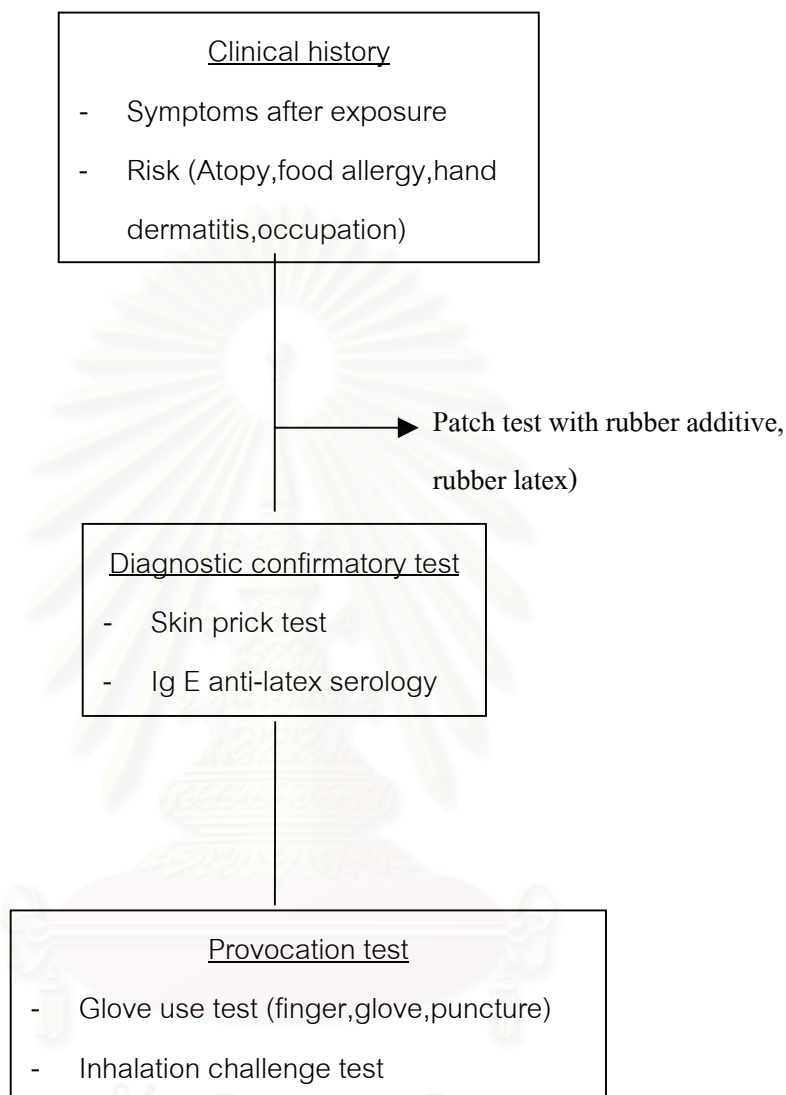 Clinical history
- Symptoms after exposure
- Risk (Atopy,food allergy,hand
dermatitis,occupation)
Patch test with rubber additive,
rubber latex)
Diagnostic confirmatory test
- Skin prick test
- Ig E anti-latex serology
Provocation test
- Glove use test (finger,glove,puncture)
- Inhalation challenge test